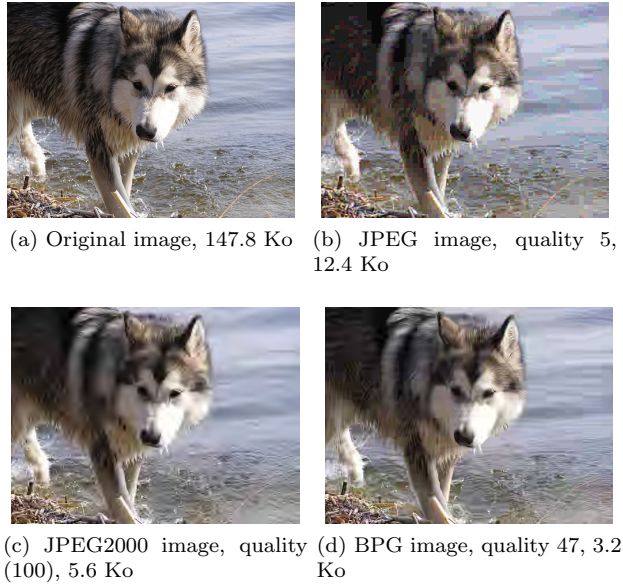 (a) Original image, 147.8 Ko
(b) JPEG image, quality 5,
12.4 Ko
(c) JPEG2000 image, quality
(100), 5.6 Ko
(d) BPG image, quality 47, 3.2
Ko